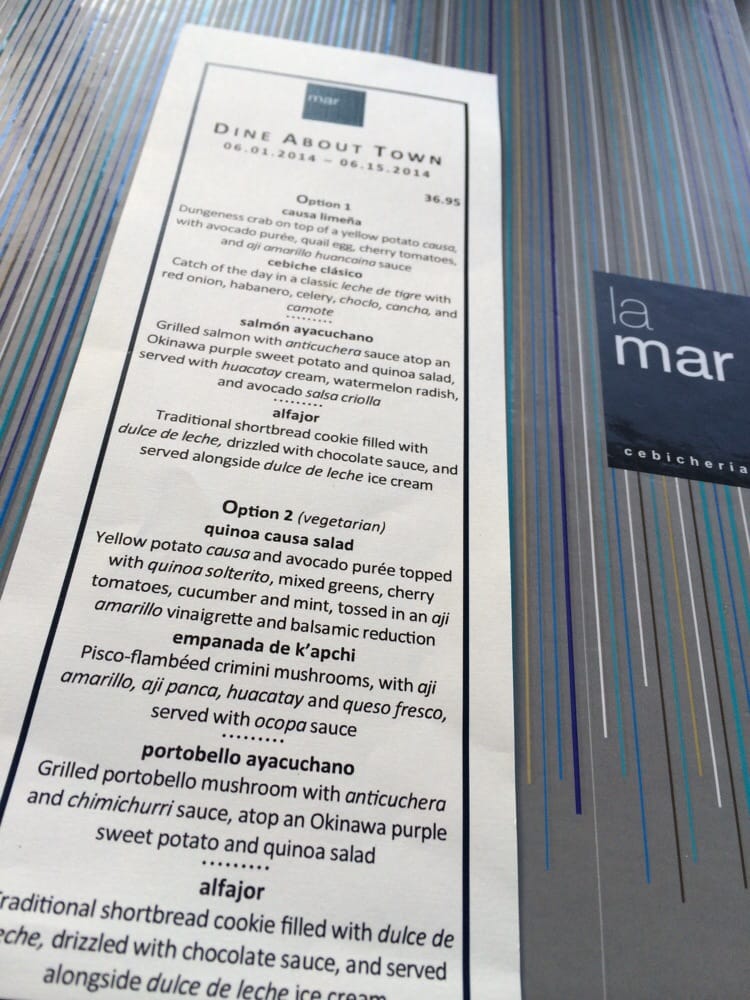 mar
DINE ABOUT TOWN
06.01.2014 – 06.15.2014
36.95
Option 1
causa limeña
Dungeness crab on top of a yellow potato causa,
with avocado purée, quail egg, cherry tomatoes,
and aji amarillo huancaina sauce
cebiche clásico
Catch of the day in a classic leche de tigre with
red onion, habanero, celery, choclo, cancha, and
camote
.........
salmón ayacuchano
Grilled salmon with anticuchera sauce atop an
Okinawa purple sweet potato and quinoa salad,
served with huacatay cream, watermelon radish,
and avocado salsa criolla
.........
alfajor
Traditional shortbread cookie filled with
dulce de leche, drizzled with chocolate sauce, and
served alongside dulce de leche ice cream
Option 2 (vegetarian)
quinoa causa salad
Yellow potato causa and avocado purée topped
with quinoa solterito, mixed greens, cherry
tomatoes, cucumber and mint, tossed in an aji
amarillo vinaigrette and balsamic reduction
empanada de k'apchi
Pisco-flambéed crimini mushrooms, with aji
amarillo, aji panca, huacatay and queso fresco,
served with ocopa sauce
.........
portobello ayacuchano
Grilled portobello mushroom with anticuchera
and chimichurri sauce, atop an Okinawa purple
sweet potato and quinoa salad
.........
alfajor
raditional shortbread cookie filled with dulce de
eche, drizzled with chocolate sauce, and served
alongside dulce de leche ice cream
la
mar
cebicheria